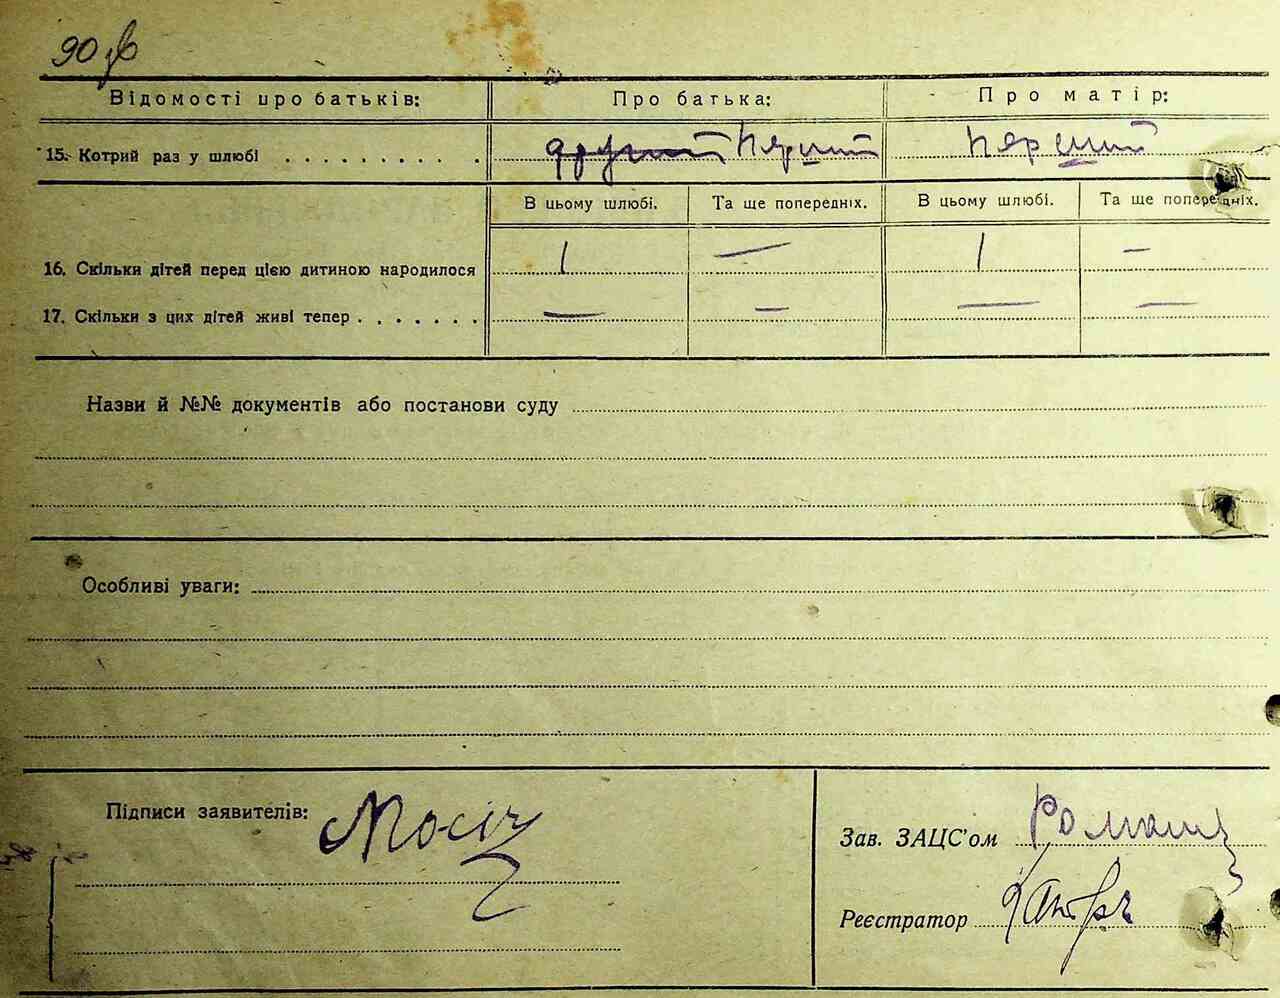 90
Відомості про батьків: Про батька: Про матір:
15. Котрий раз у шлюбі . . . . . . . . . . другий Перший Перший
В цьому шлюбі. Та ще попередніх. В цьому шлюбі. Та ще попередніх.
16. Скільки дітей перед цією дитиною народилося 1 — 1 —
17. Скільки з цих дітей живі тепер . . . . . . . — — — —
Назви й №№ документів або постанови суду
Особливі уваги:
Підписи заявителів: Мосіч
Зав. ЗАЦС'ом
Реєстратор